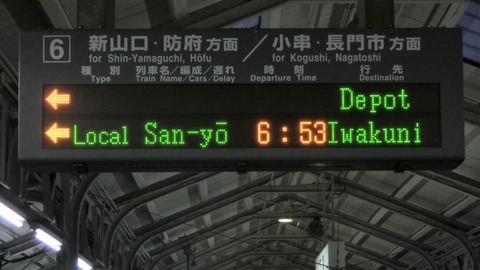 6 新山口・防府方面／小串・長門市方面
for Shin-Yamaguchi, Hōfu for Kogushi, Nagatoshi
種別 列車名/編成/遅れ 時刻 行先
Type Train Name/Cars/Delay Departure Time Destination
← Depot
← Local San-yō 6:53 Iwakuni